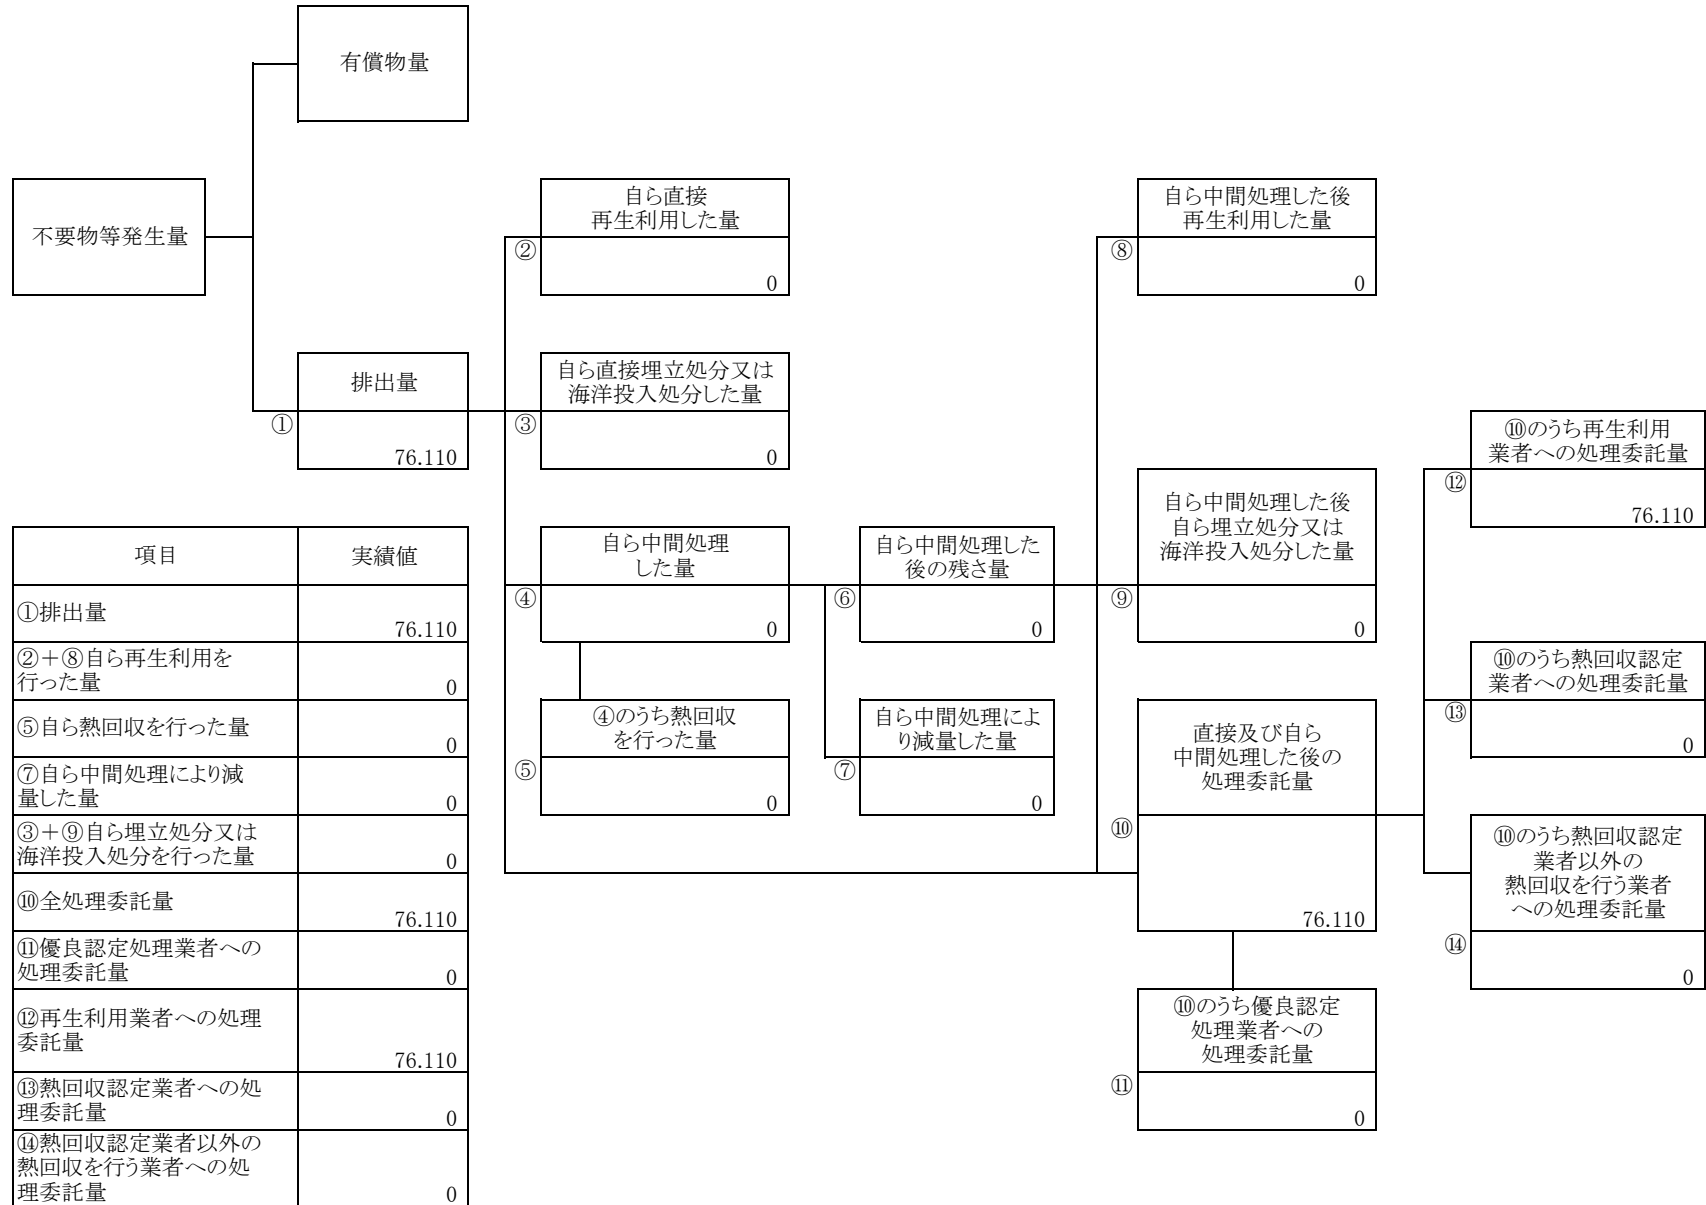 有償物量
不要物等発生量
自ら直接
再生利用した量
②
0
自ら中間処理した後
再生利用した量
⑧
0
排出量
①
76.110
自ら直接埋立処分又は
海洋投入処分した量
③
0
⑩のうち再生利用
業者への処理委託量
⑫
76.110
自ら中間処理した後
自ら埋立処分又は
海洋投入処分した量
⑨
0
自ら中間処理
した量
④
0
自ら中間処理した
後の残さ量
⑥
0
⑩のうち熱回収認定
業者への処理委託量
⑬
0
④のうち熱回収
を行った量
⑤
0
自ら中間処理によ
り減量した量
⑦
0
直接及び自ら
中間処理した後の
処理委託量
⑩
76.110
⑩のうち熱回収認定
業者以外の
熱回収を行う業者
への処理委託量
⑭
0
⑩のうち優良認定
処理業者への
処理委託量
⑪
0
項目 実績値
①排出量
76.110
②+⑧自ら再生利用を
行った量
0
⑤自ら熱回収を行った量
0
⑦自ら中間処理により減
量した量
0
③+⑨自ら埋立処分又は
海洋投入処分を行った量
0
⑩全処理委託量
76.110
⑪優良認定処理業者への
処理委託量
0
⑫再生利用業者への処理
委託量
76.110
⑬熱回収認定業者への処
理委託量
0
⑭熱回収認定業者以外の
熱回収を行う業者への処
理委託量
0